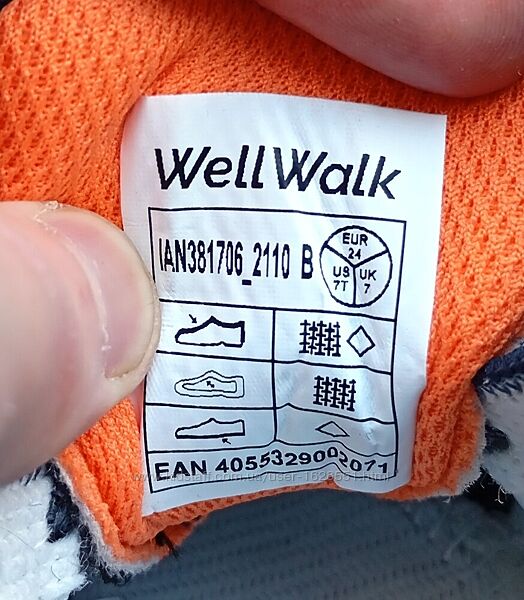 WellWalk
IAN381706_2110 B
EUR
24
US
7T
UK
7
EAN 4055329002071